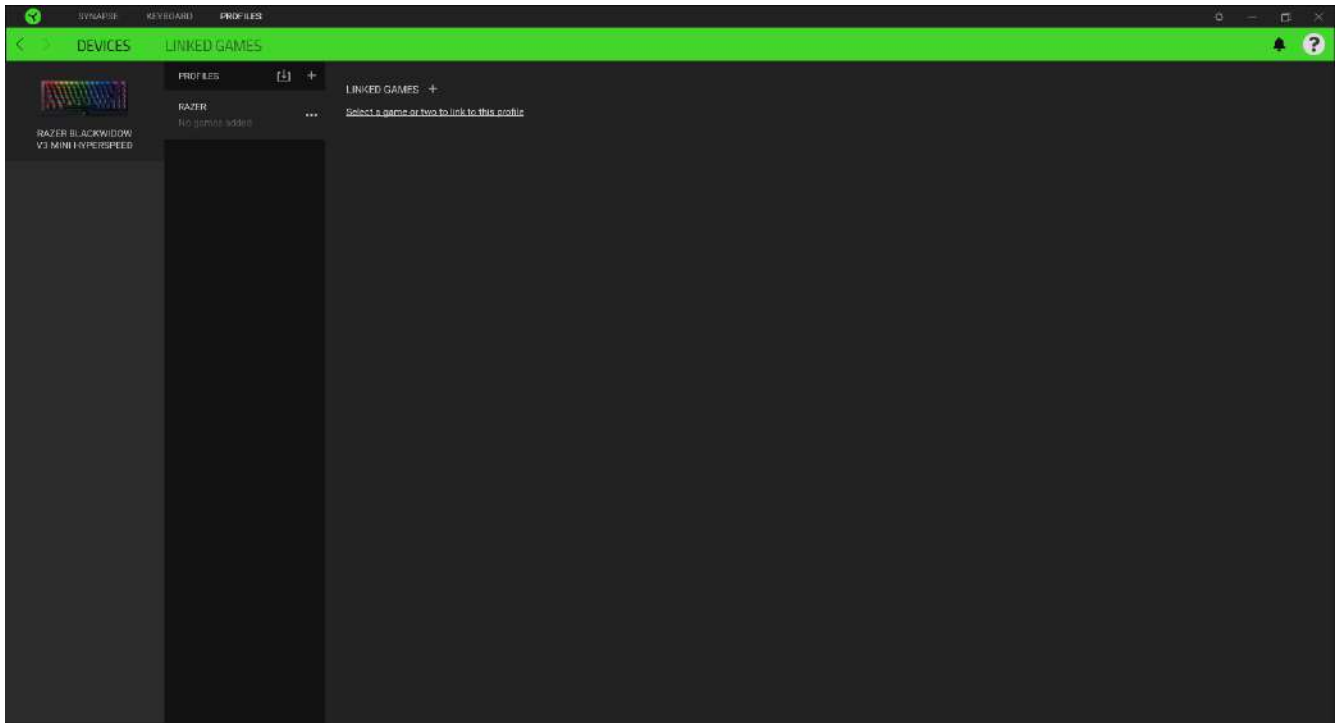 SYNAPSE KEYBOARD PROFILES
DEVICES LINKED GAMES
?
PROFILES
RAZER
No games added
RAZER BLACKWIDOW
V3 MINI HYPERSPEED
LINKED GAMES +
Select a game or two to link to this profile